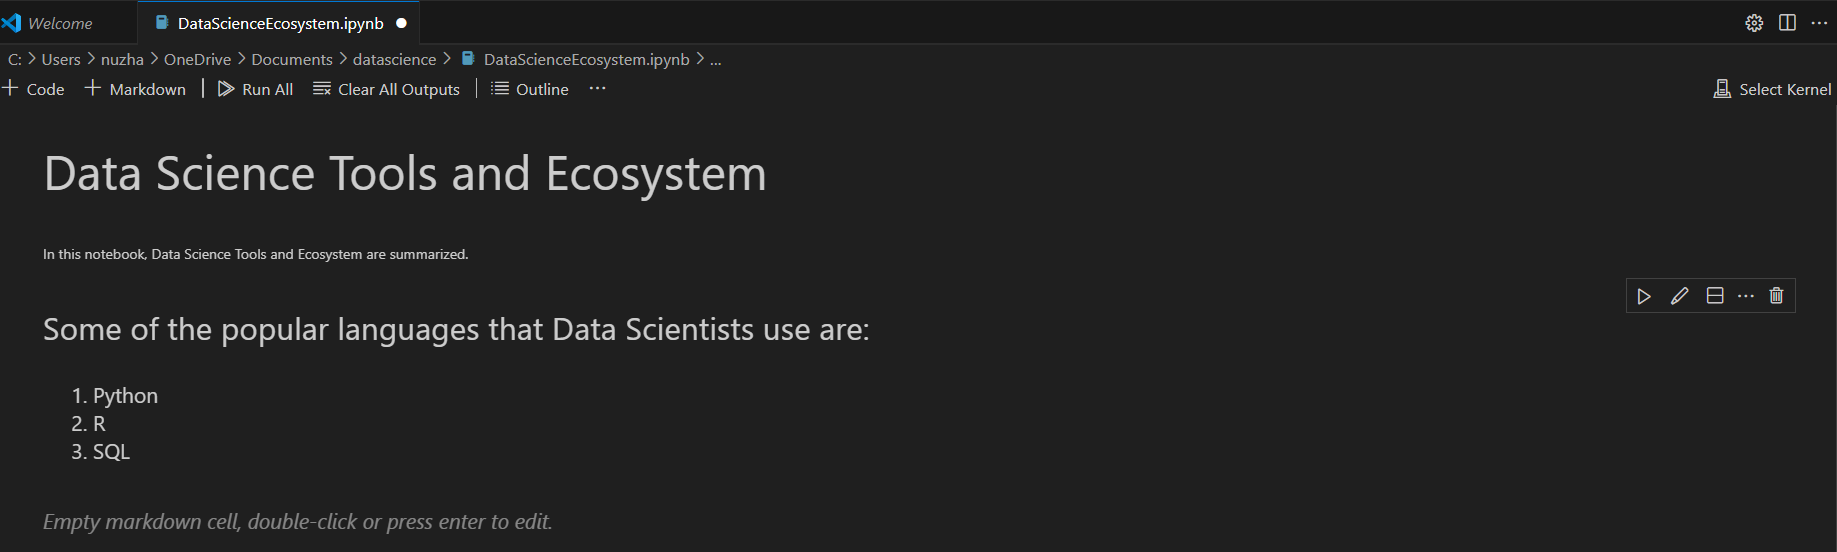 Welcome DataScienceEcosystem.ipynb
C: > Users > nuzha > OneDrive > Documents > datascience > DataScienceEcosystem.ipynb > ...
+ Code + Markdown | Run All Clear All Outputs | Outline ... Select Kernel
Data Science Tools and Ecosystem
In this notebook, Data Science Tools and Ecosystem are summarized.
Some of the popular languages that Data Scientists use are:
1. Python
2. R
3. SQL
Empty markdown cell, double-click or press enter to edit.